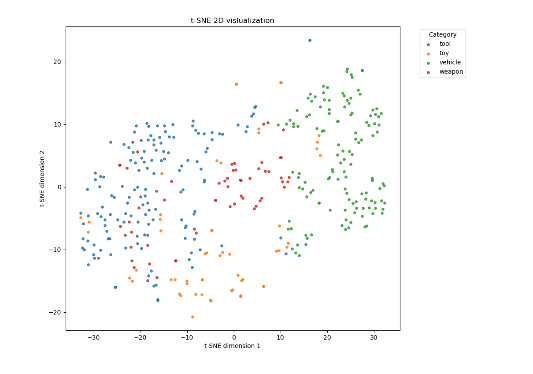 t-SNE 2D vislualization
Category
tool
toy
vehicle
weapon
t-SNE dimension 2
20
10
0
−10
−20
−30
−20
−10
0
10
20
30
t-SNE dimension 1